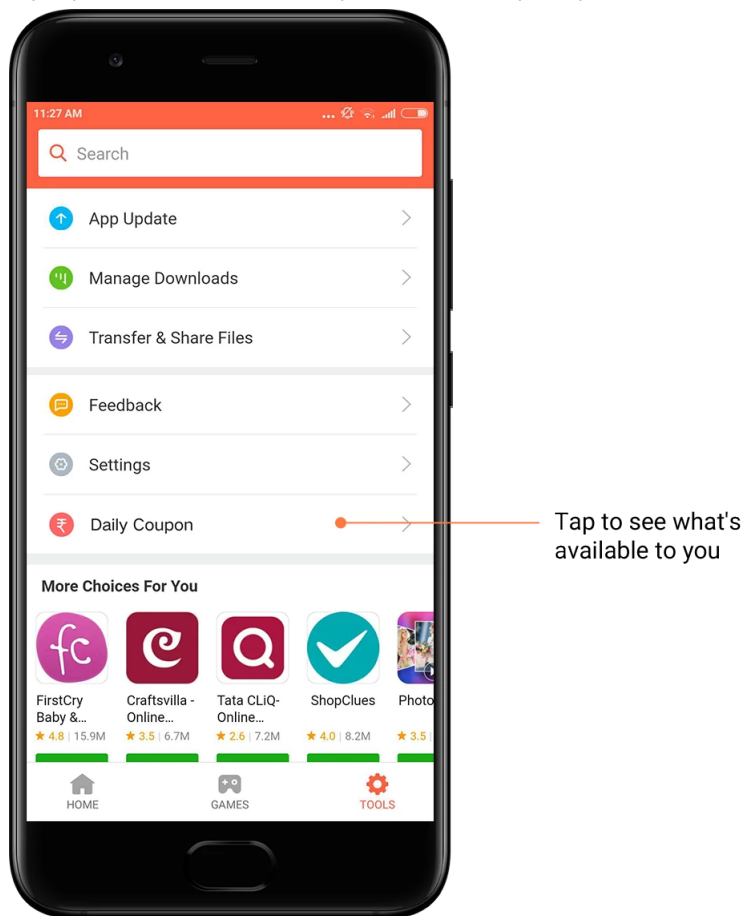 11:27 AM
Search
App Update
Manage Downloads
Transfer & Share Files
Feedback
Settings
Daily Coupon
Tap to see what's
available to you
More Choices For You
fc
FirstCry
Baby &...
★ 4.8 | 15.9M
Craftsvilla -
Online...
★ 3.5 | 6.7M
Tata CLiQ-
Online...
★ 2.6 | 7.2M
ShopClues
★ 4.0 | 8.2M
Photo
★ 3.5 |
HOME
GAMES
TOOLS